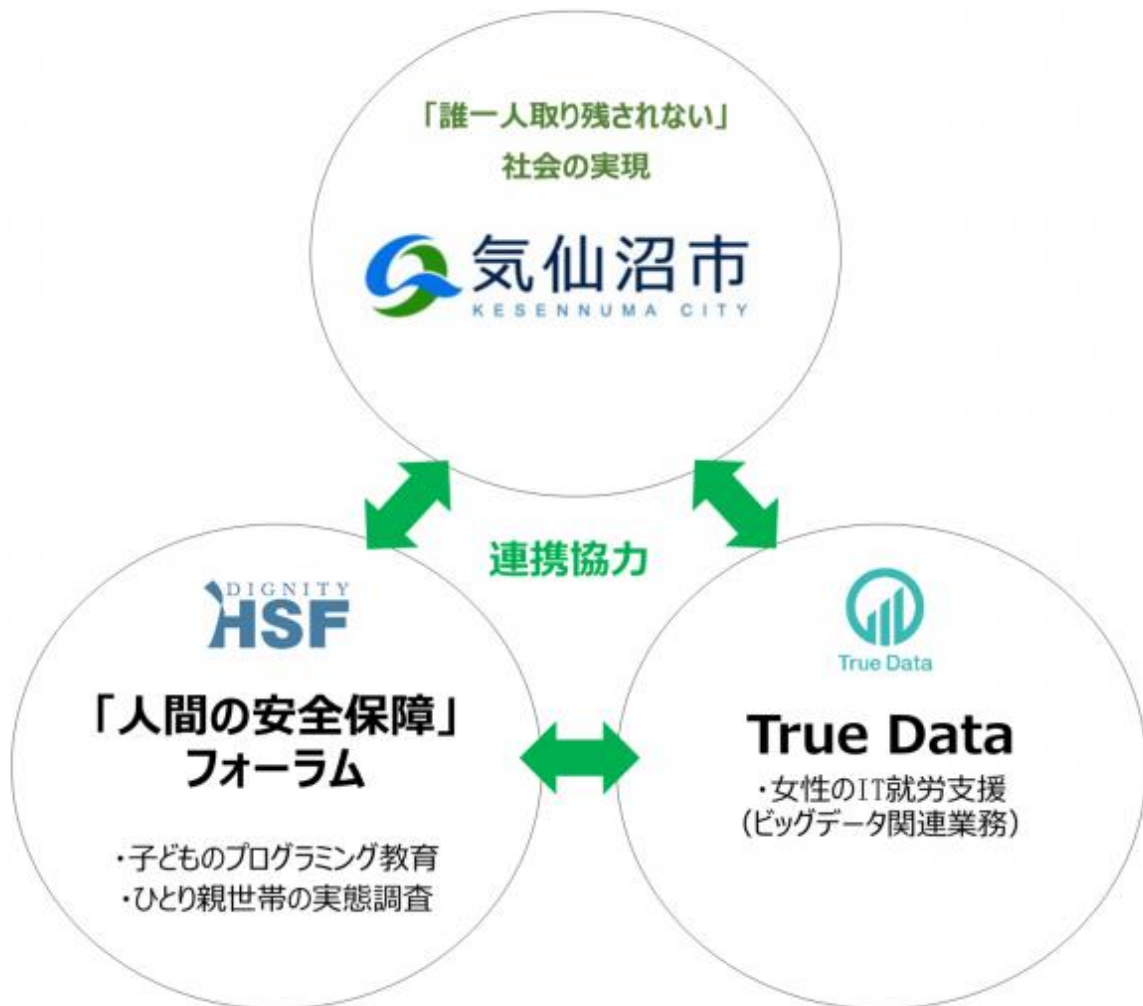 「誰一人取り残されない」
社会の実現
気仙沼市
KESENNUMA CITY
連携協力
DIGNITY
HSF
「人間の安全保障」
フォーラム
・子どものプログラミング教育
・ひとり親世帯の実態調査
True Data
True Data
・女性のIT就労支援
（ビッグデータ関連業務）